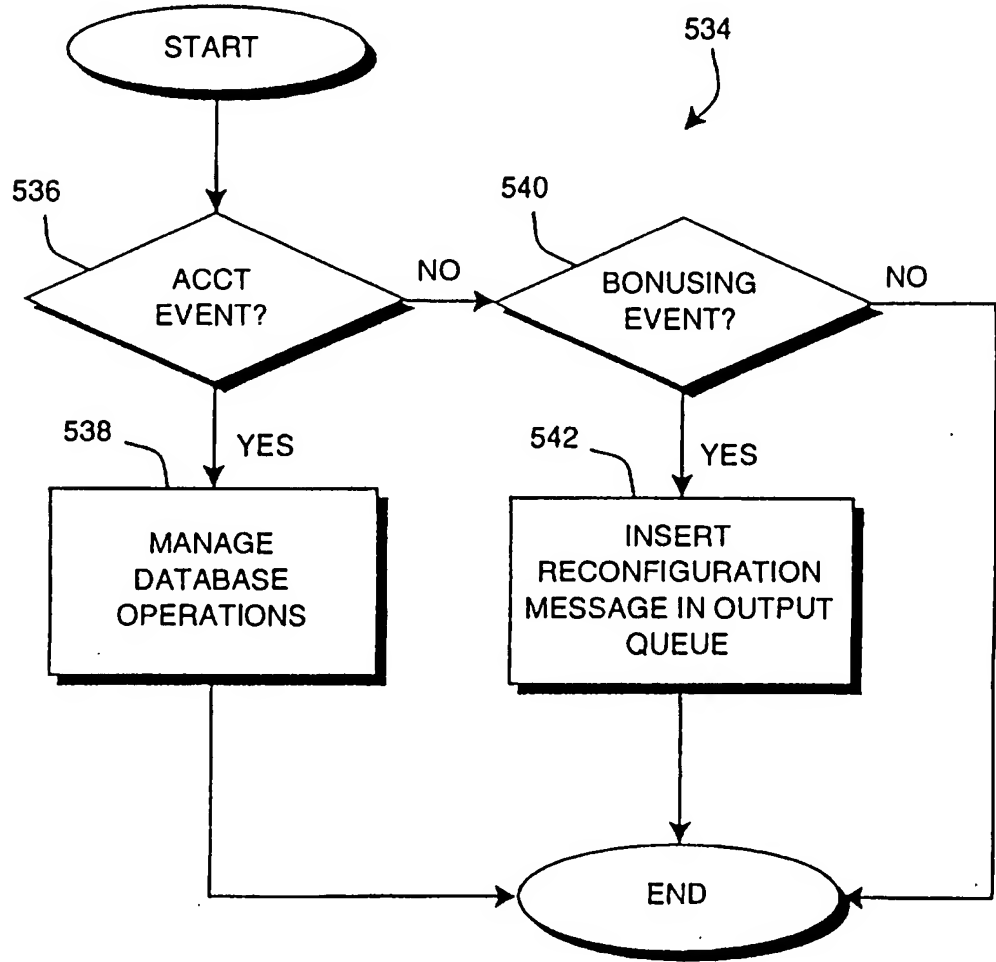 START
534
536
540
ACCT
EVENT?
NO
BONUSING
EVENT?
NO
538
YES
542
YES
MANAGE
DATABASE
OPERATIONS
INSERT
RECONFIGURATION
MESSAGE IN OUTPUT
QUEUE
END